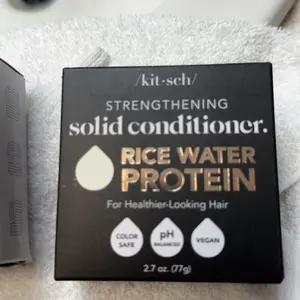 /kit·sch/
STRENGTHENING
solid conditioner.
RICE WATER
PROTEIN
For Healthier-Looking Hair
COLOR
SAFE
pH
BALANCED
VEGAN
2.7 oz. (77g)